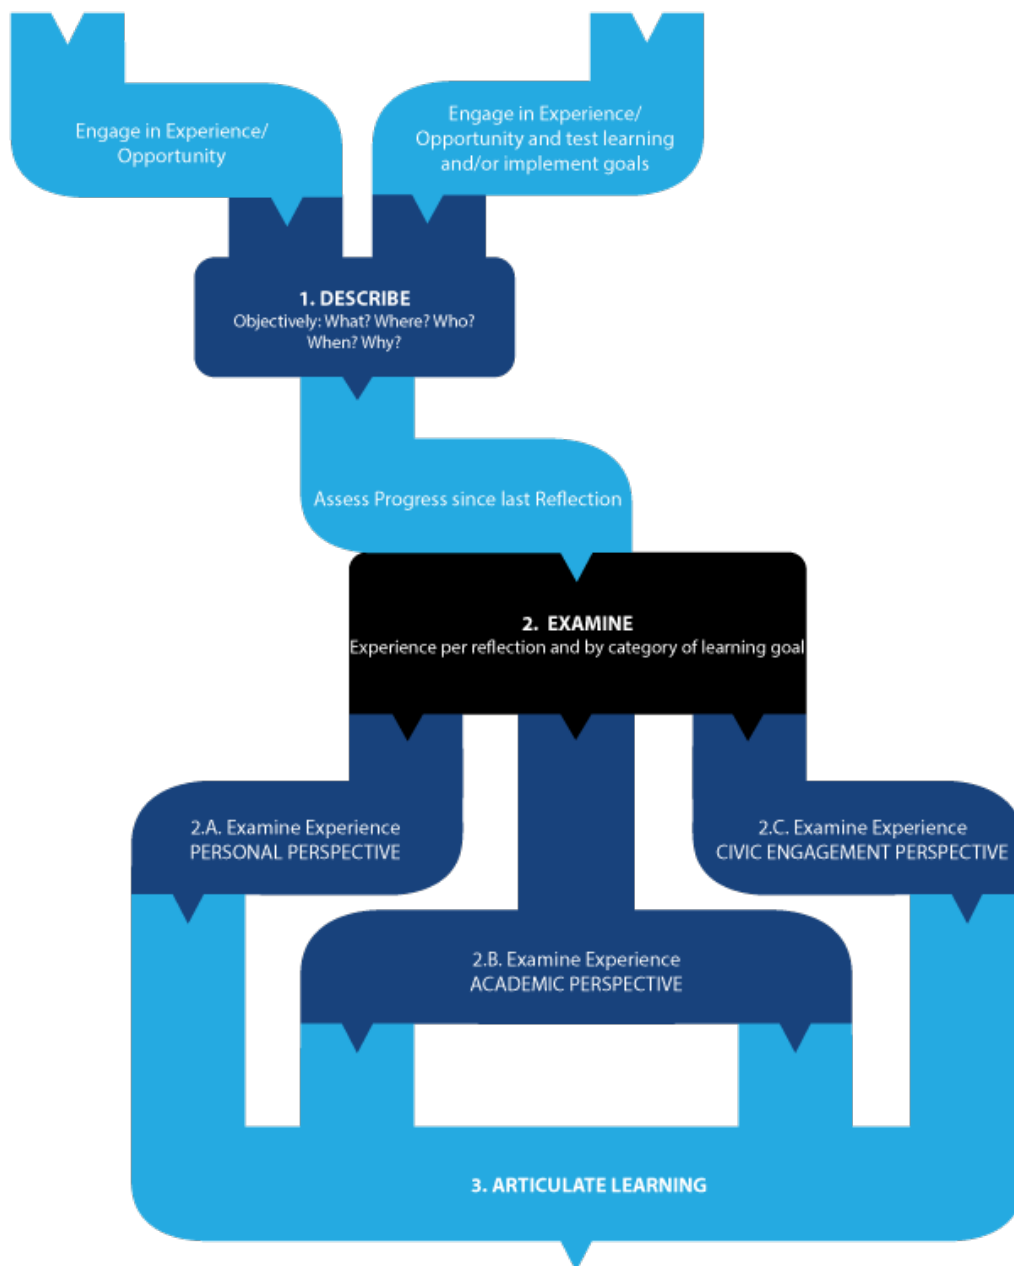 Engage in Experience/
Opportunity
Engage in Experience/
Opportunity and test learning
and/or implement goals
1. DESCRIBE
Objectively: What? Where? Who?
When? Why?
Assess Progress since last Reflection
2. EXAMINE
Experience per reflection and by category of learning goal
2.A. Examine Experience
PERSONAL PERSPECTIVE
2.C. Examine Experience
CIVIC ENGAGEMENT PERSPECTIVE
2.B. Examine Experience
ACADEMIC PERSPECTIVE
3. ARTICULATE LEARNING